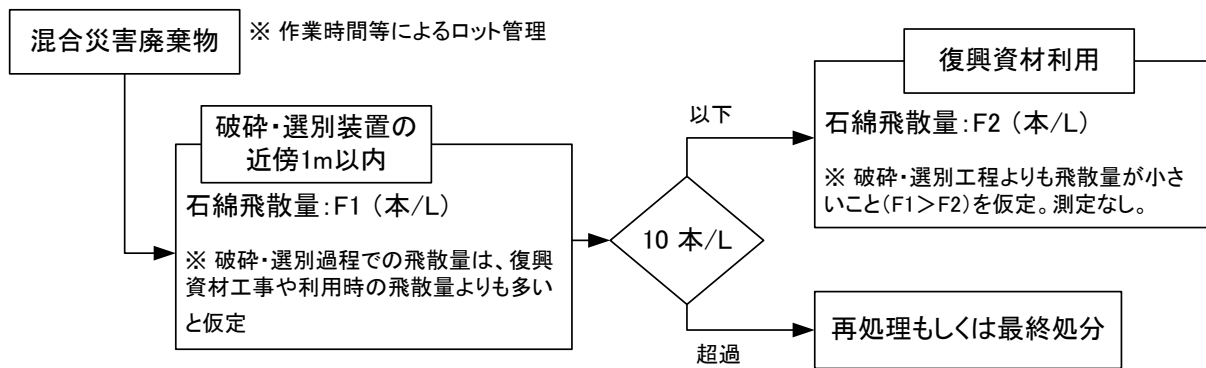 混合災害廃棄物
※ 作業時間等によるロット管理
破砕・選別装置の
近傍1m以内
石綿飛散量:F1 (本/L)
※ 破砕・選別過程での飛散量は、復興
資材工事や利用時の飛散量よりも多い
と仮定
10 本/L
以下
超過
復興資材利用
石綿飛散量:F2 (本/L)
※ 破砕・選別工程よりも飛散量が小さ
いこと(F1>F2)を仮定。測定なし。
再処理もしくは最終処分